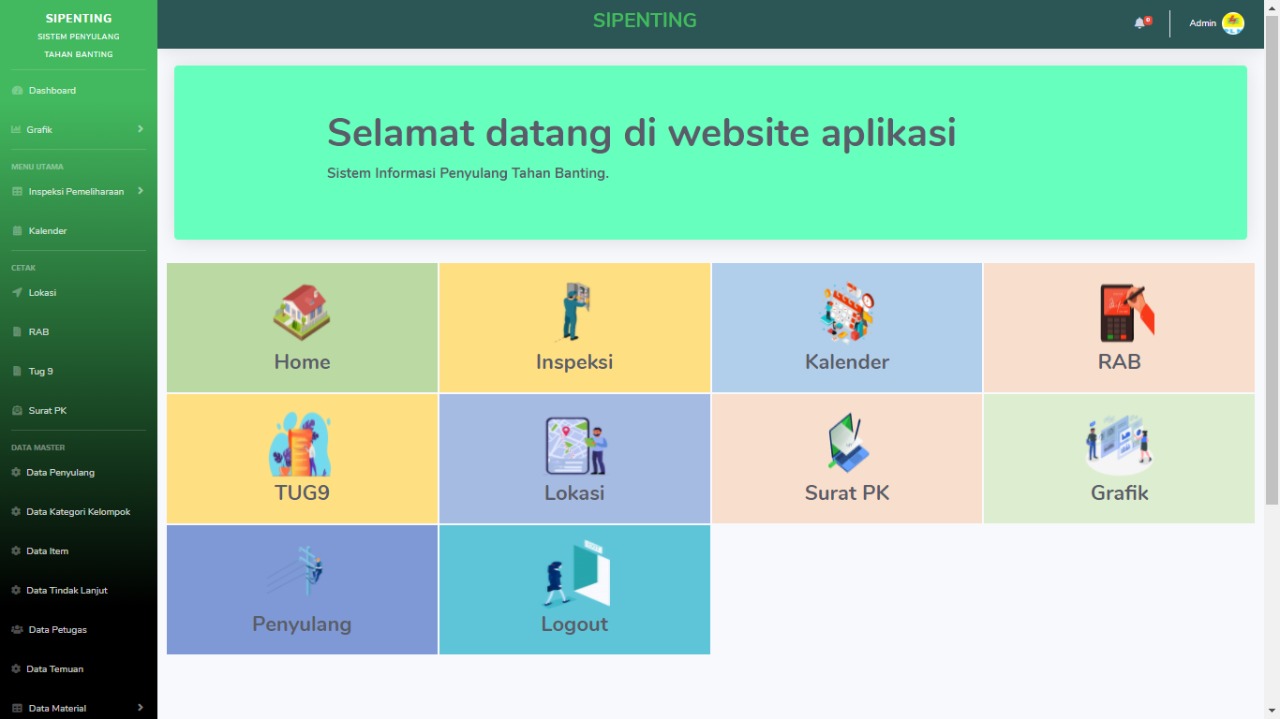 SIPENTING
SISTEM PENYULANG
TAHAN BANTING
Dashboard
Grafik
MENU UTAMA
Inspeksi Pemeliharaan
Kalender
CETAK
Lokasi
RAB
Tug 9
Surat PK
DATA MASTER
Data Penyulang
Data Kategori Kelompok
Data Item
Data Tindak Lanjut
Data Petugas
Data Temuan
Data Material
SIPENTING
Admin
Selamat datang di website aplikasi
Sistem Informasi Penyulang Tahan Banting.
Home
Inspeksi
Kalender
RAB
TUG9
Lokasi
Surat PK
Grafik
Penyulang
Logout